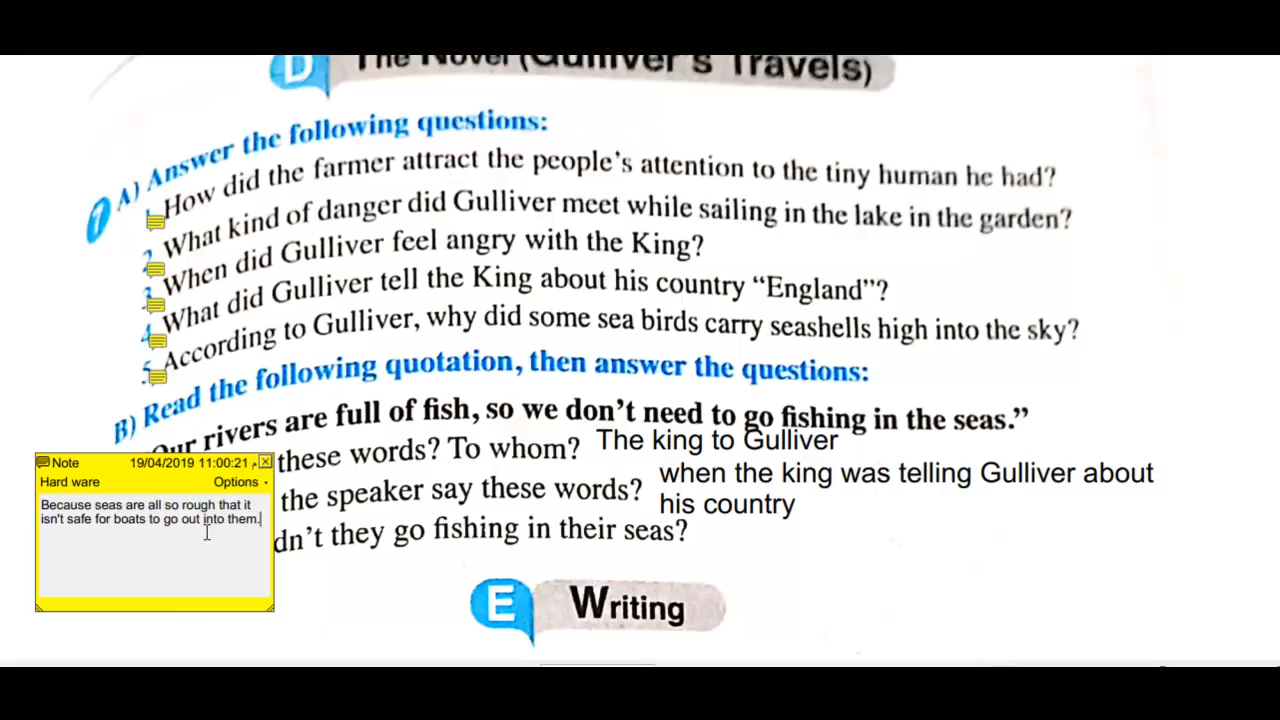 D The Novel (Gulliver's Travels)
A) Answer the following questions:
1. How did the farmer attract the people's attention to the tiny human he had?
2. What kind of danger did Gulliver meet while sailing in the lake in the garden?
3. When did Gulliver feel angry with the King?
4. What did Gulliver tell the King about his country "England"?
5. According to Gulliver, why did some sea birds carry seashells high into the sky?
B) Read the following quotation, then answer the questions:
Our rivers are full of fish, so we don't need to go fishing in the seas."
these words? To whom? The king to Gulliver
the speaker say these words? when the king was telling Gulliver about
his country
dn't they go fishing in their seas?
Note 19/04/2019 11:00:21 م
Hard ware Options
Because seas are all so rough that it
isn't safe for boats to go out into them.
E Writing